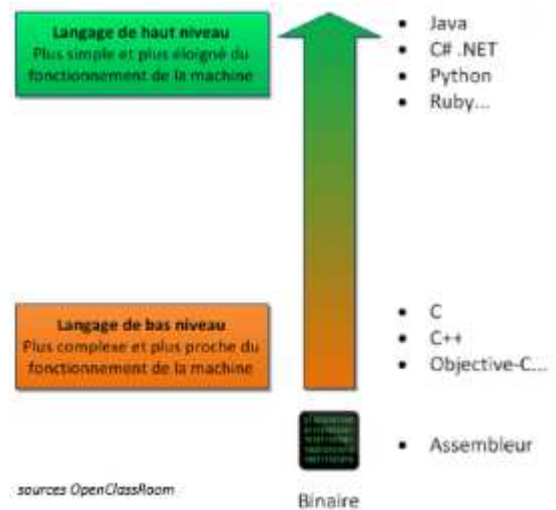 Langage de haut niveau
Plus simple et plus éloigné du
fonctionnement de la machine
• Java
• C# .NET
• Python
• Ruby...
Langage de bas niveau
Plus complexe et plus proche du
fonctionnement de la machine
• C
• C++
• Objective-C...
• Assembleur
Binaire
sources OpenClassRoom